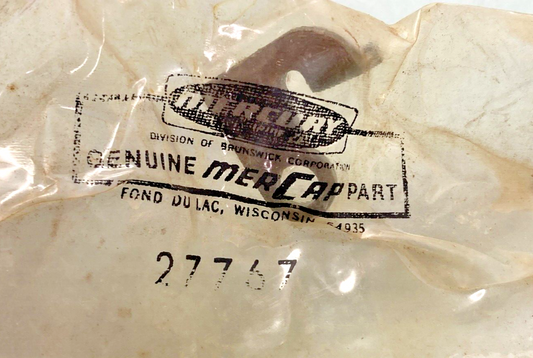 MERCURY
DIVISION OF BRUNSWICK CORPORATION
GENUINE merCap PART
FOND DU LAC, WISCONSIN 54935
27767